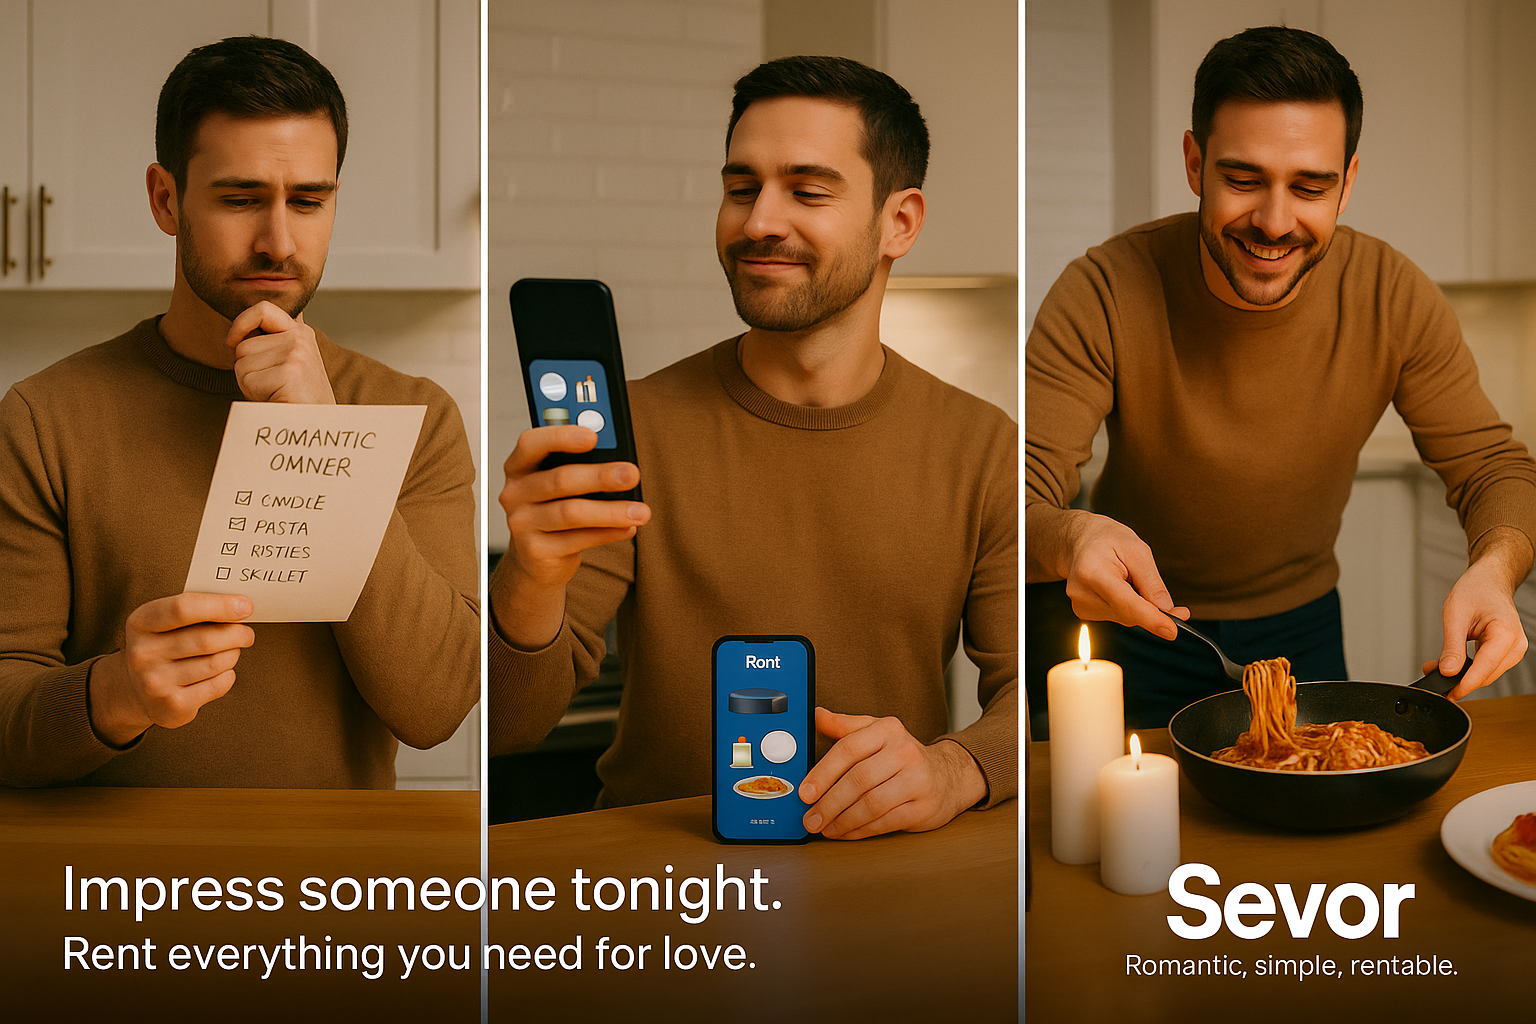 ROMANTIC
OMNER
CANDLE
PASTA
RISTIES
SKILLET
Ront
Impress someone tonight.
Rent everything you need for love.
Sevor
Romantic, simple, rentable.